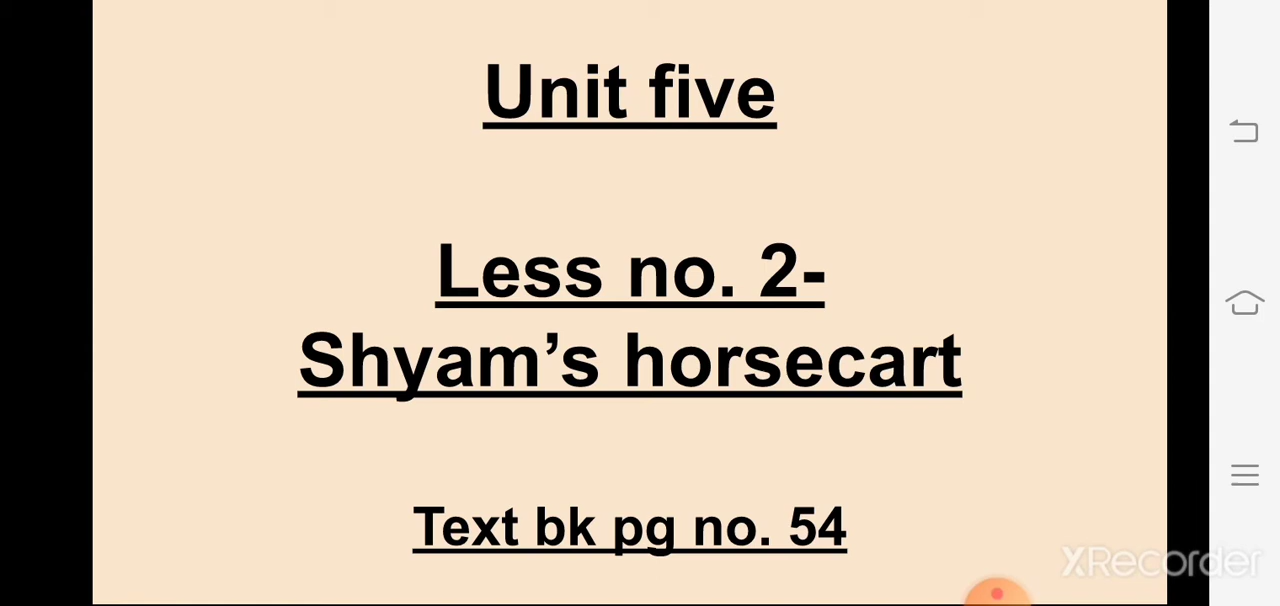 Unit five
Less no. 2-
Shyam’s horsecart
Text bk pg no. 54
XRecorder